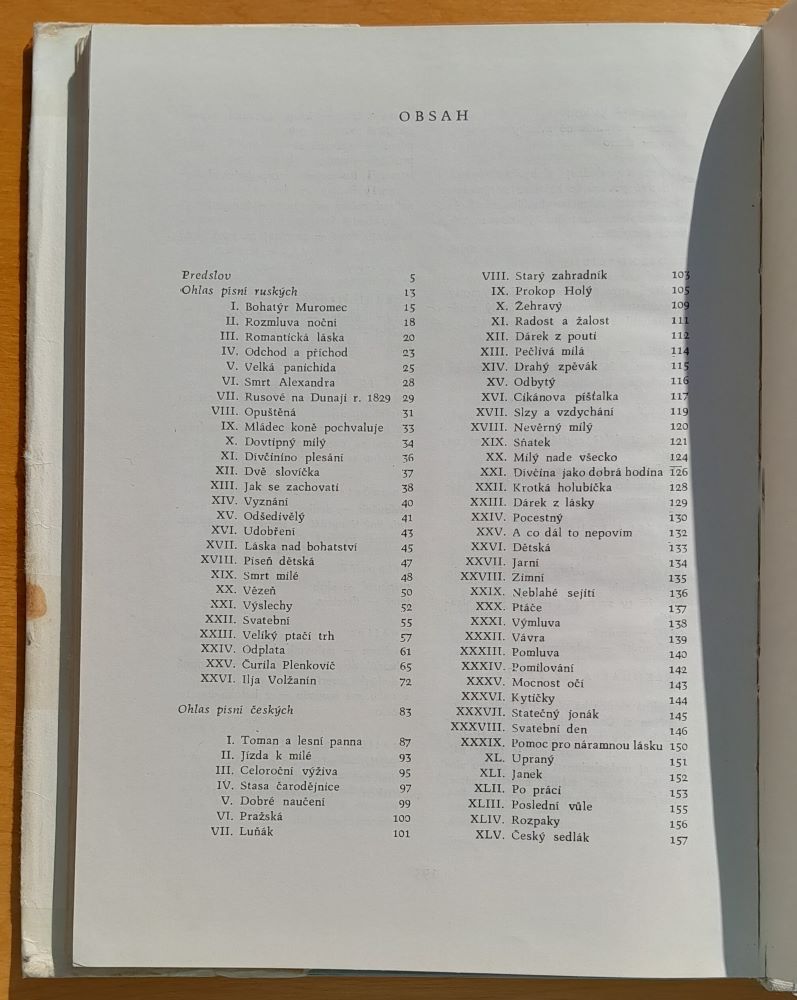 OBSAH
Predslov 5
Ohlas písní ruských 13
I. Bohatýr Muromec 15
II. Rozmluva noční 18
III. Romantická láska 20
IV. Odchod a příchod 23
V. Velká panichida 25
VI. Smrt Alexandra 28
VII. Rusové na Dunaji r. 1829 29
VIII. Opuštěná 31
IX. Mládec koně pochvaluje 33
X. Dovtipný milý 34
XI. Divčinino plesání 36
XII. Dvě slovíčka 37
XIII. Jak se zachovati 38
XIV. Vyznání 40
XV. Odšedivělý 41
XVI. Udobření 43
XVII. Láska nad bohatství 45
XVIII. Píseň dětská 47
XIX. Smrt milé 48
XX. Vězeň 50
XXI. Výslechy 52
XXII. Svatební 55
XXIII. Veliký ptačí trh 57
XXIV. Odplata 61
XXV. Čurila Plenkovič 65
XXVI. Ilja Volžanín 72
Ohlas písní českých 83
I. Toman a lesní panna 87
II. Jízda k milé 93
III. Celoroční výživa 95
IV. Stasa čarodějnice 97
V. Dobré naučení 99
VI. Pražská 100
VII. Luňák 101
VIII. Starý zahradník 103
IX. Prokop Holý 105
X. Žehravý 109
XI. Radost a žalost 111
XII. Dárek z pouti 112
XIII. Pečlivá milá 114
XIV. Drahý zpěvák 115
XV. Odbytý 116
XVI. Cikánova píšťalka 117
XVII. Slzy a vzdychání 119
XVIII. Nevěrný milý 120
XIX. Sňatek 121
XX. Milý nade všecko 124
XXI. Divčina jako dobrá hodina 126
XXII. Krotká holubička 128
XXIII. Dárek z lásky 129
XXIV. Pocestný 130
XXV. A co dál to nepovím 132
XXVI. Dětská 133
XXVII. Jarní 134
XXVIII. Zimní 135
XXIX. Neblahé sejití 136
XXX. Ptáče 137
XXXI. Výmluva 138
XXXII. Vávra 139
XXXIII. Pomluva 140
XXXIV. Pomilování 142
XXXV. Mocnost očí 143
XXXVI. Kytičky 144
XXXVII. Statečný jonák 145
XXXVIII. Svatební den 146
XXXIX. Pomoc pro náramnou lásku 150
XL. Upraný 151
XLI. Janek 152
XLII. Po práci 153
XLIII. Poslední vůle 155
XLIV. Rozpaky 156
XLV. Český sedlák 157